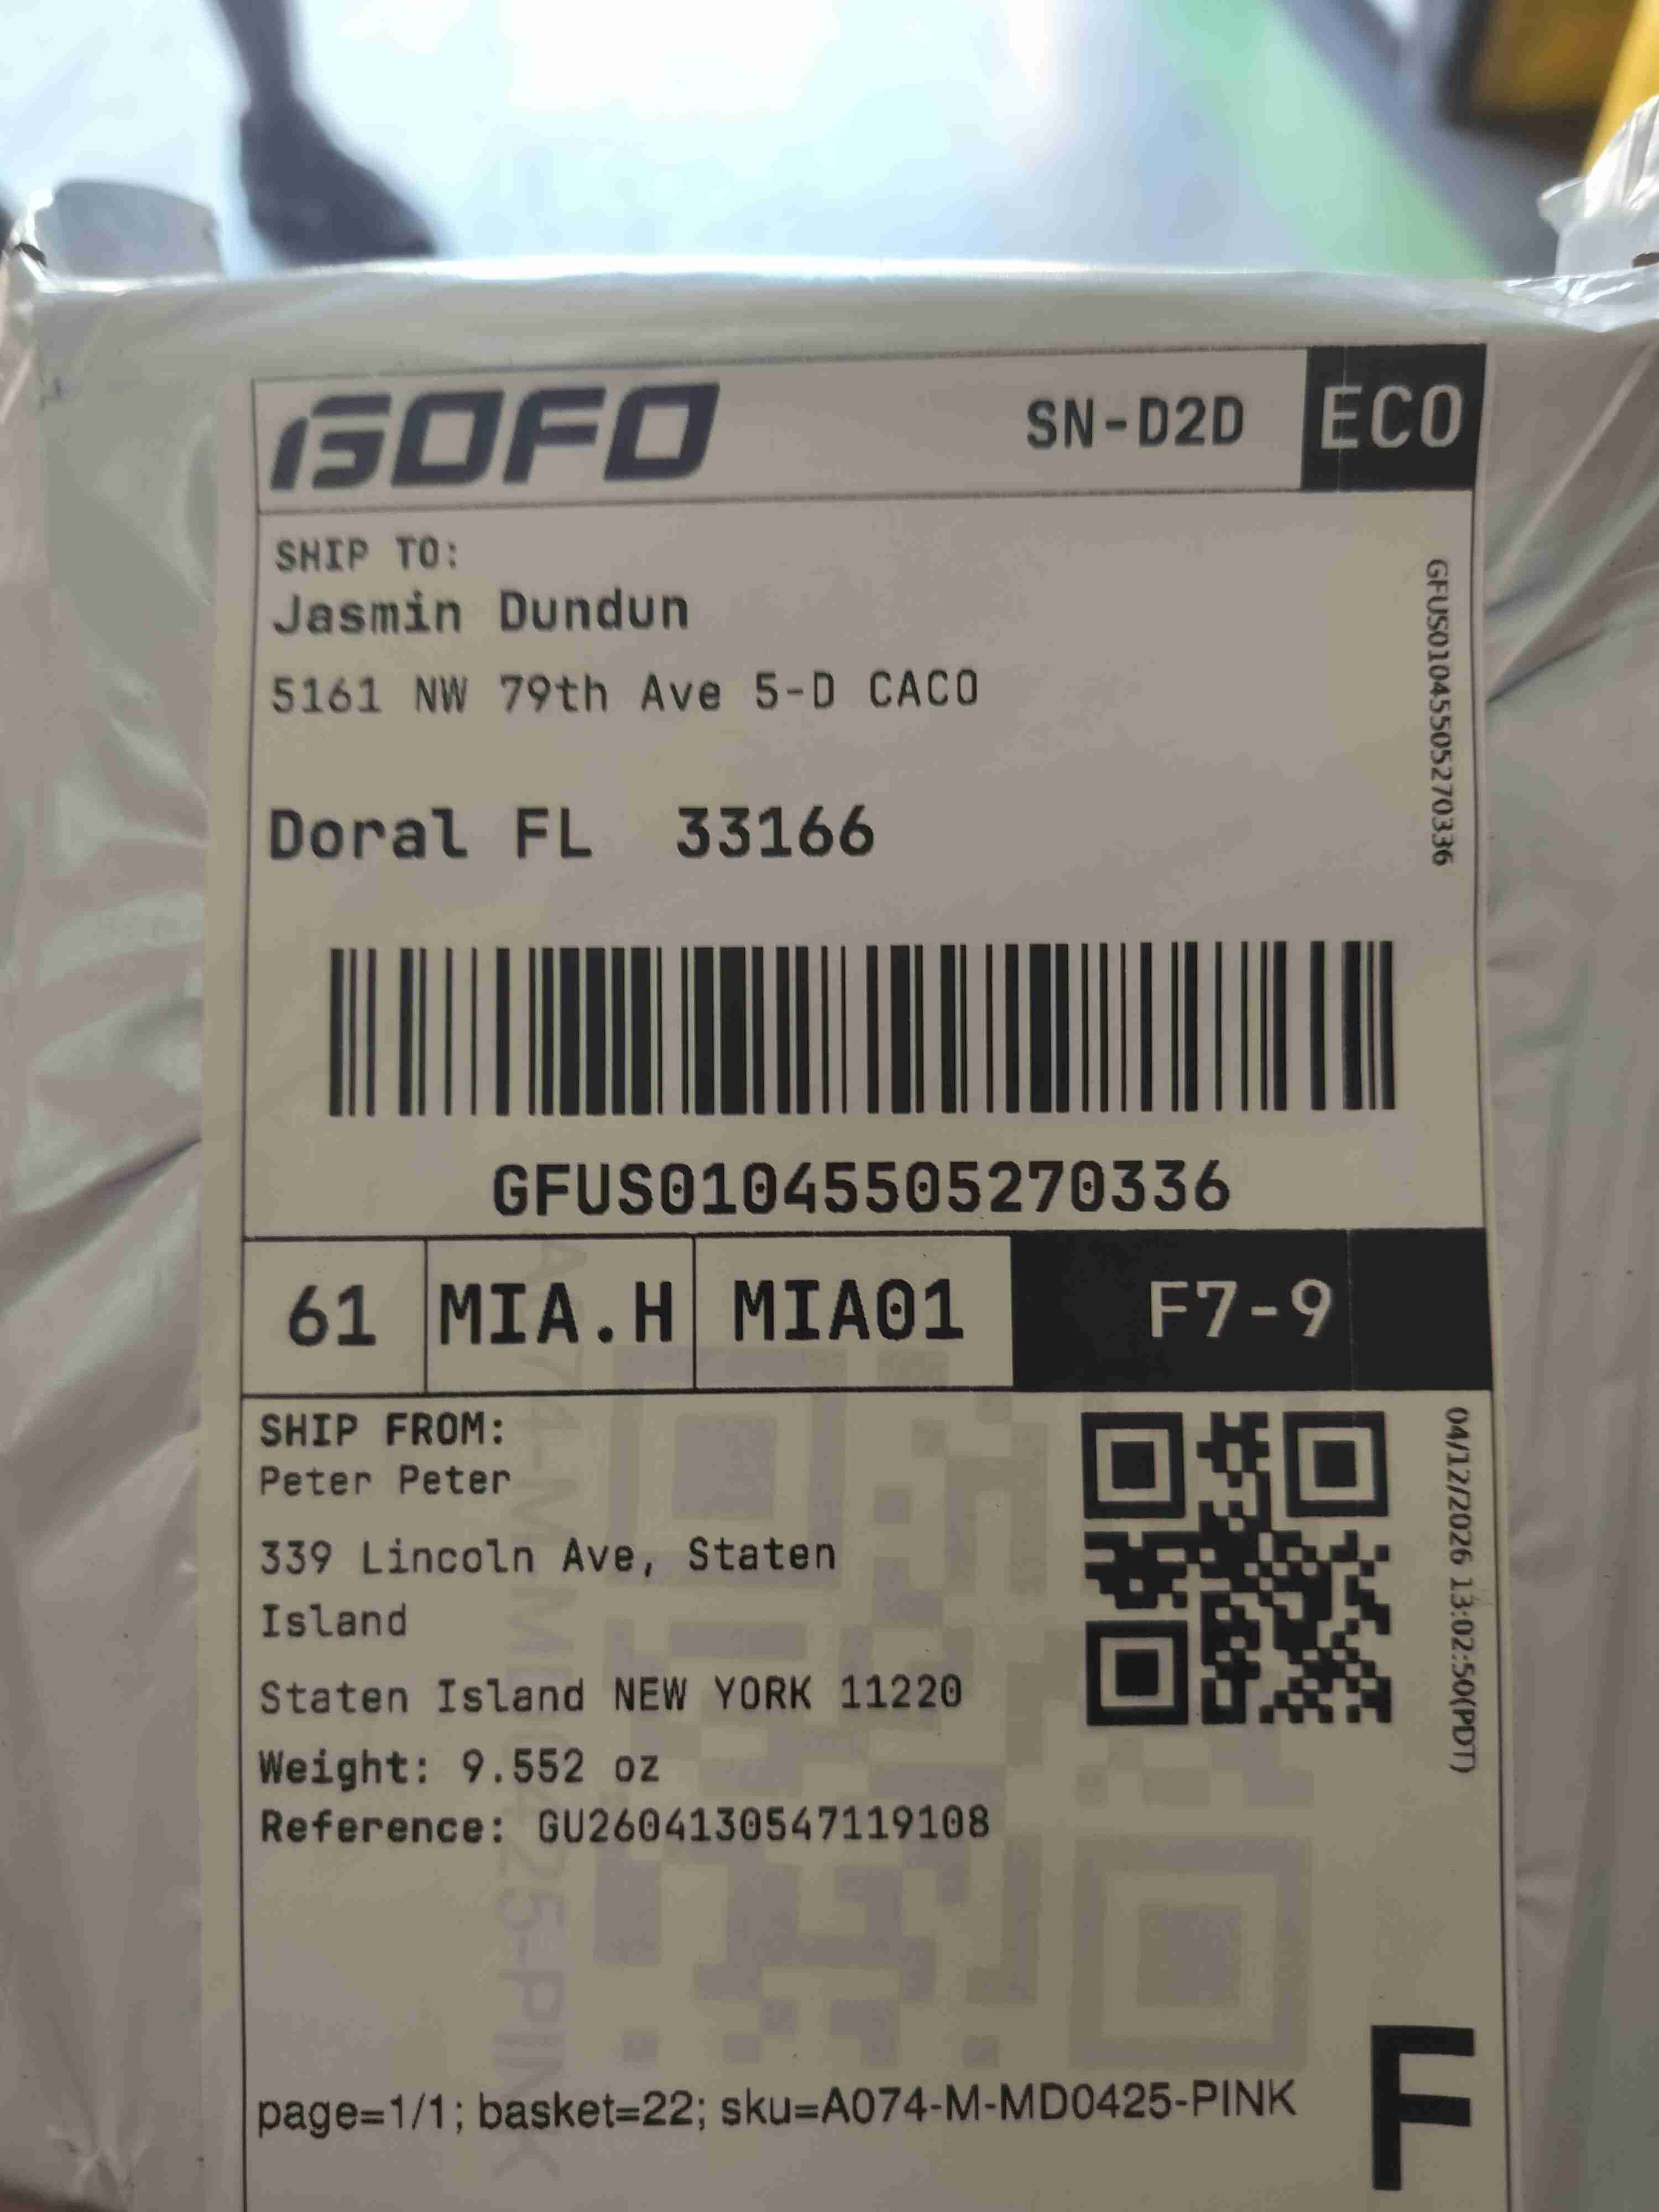 GOFO
SN-D2D
ECO
SHIP TO:
Jasmin Dundun
5161 NW 79th Ave 5-D CACO
Doral FL 33166
GFUS01045505270336
GFUS01045505270336
61
MIA.H
MIA01
F7-9
SHIP FROM:
Peter Peter
339 Lincoln Ave, Staten
Island
Staten Island NEW YORK 11220
Weight: 9.552 oz
Reference: GU2604130547119108
04/12/2026 13:02:50(PDT)
page=1/1; basket=22; sku=A074-M-MD0425-PINK
F
A074-M-MD0425-PINK